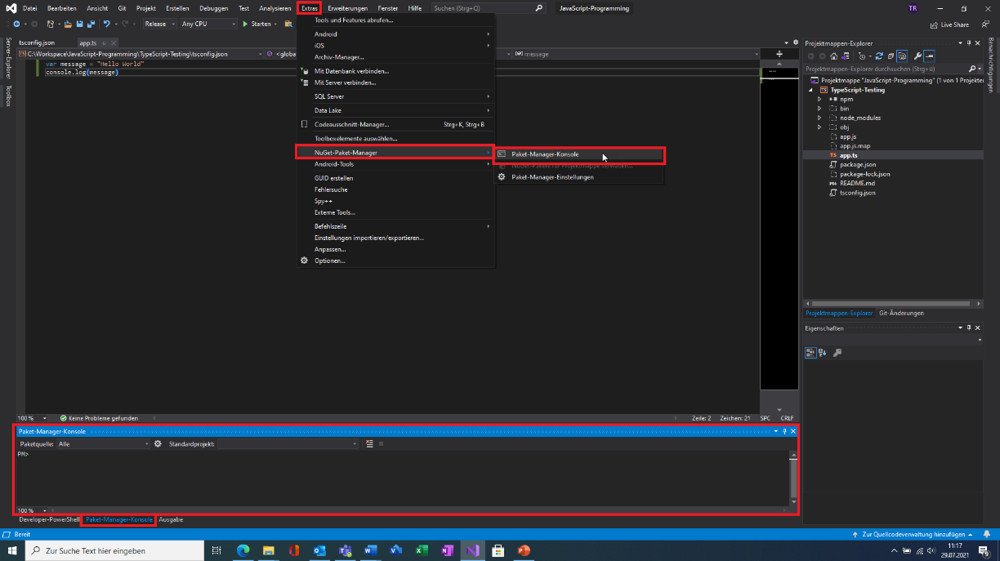 Datei Bearbeiten Ansicht Git Projekt Erstellen Debuggen Test Analysieren Extras Erweiterungen Fenster Hilfe Suchen (Strg+Q) JavaScript-Programming TR
Release Any CPU Starten Live Share
Server-Explorer
Toolbox
tsconfig.json app.ts
C:\Workspace\JavaScript-Programming\TypeScript-Testing\tsconfig.json <globa message
var message = "Hello World"
console.log(message)
Tools und Features abrufen...
Android
iOS
Archiv-Manager...
Mit Datenbank verbinden...
Mit Server verbinden...
SQL Server
Data Lake
Codeausschnitt-Manager... Strg+K, Strg+B
Toolboxelemente auswählen...
NuGet-Paket-Manager
Android-Tools
GUID erstellen
Fehlersuche
Spy++
Externe Tools...
Befehlszeile
Einstellungen importieren/exportieren...
Anpassen...
Optionen...
Paket-Manager-Konsole
NuGet-Pakete für Projektmappe verwalten...
Paket-Manager-Einstellungen
Projektmappen-Explorer
Projektmappen-Explorer durchsuchen (Strg+ü)
Projektmappe "JavaScript-Programming" (1 von 1 Projekten
TypeScript-Testing
npm
bin
node_modules
obj
app.js
app.js.map
app.ts
package.json
package-lock.json
README.md
tsconfig.json
Projektmappen-Explorer Git-Änderungen
Eigenschaften
Benachrichtigungen
100 % Keine Probleme gefunden Zeile: 2 Zeichen: 21 SPC CRLF
Paket-Manager-Konsole
Paketquelle: Alle Standardprojekt:
PM>
100 %
Developer-PowerShell Paket-Manager-Konsole Ausgabe
Bereit Zur Quellcodeverwaltung hinzufügen
Zur Suche Text hier eingeben
11:17
29.07.2021